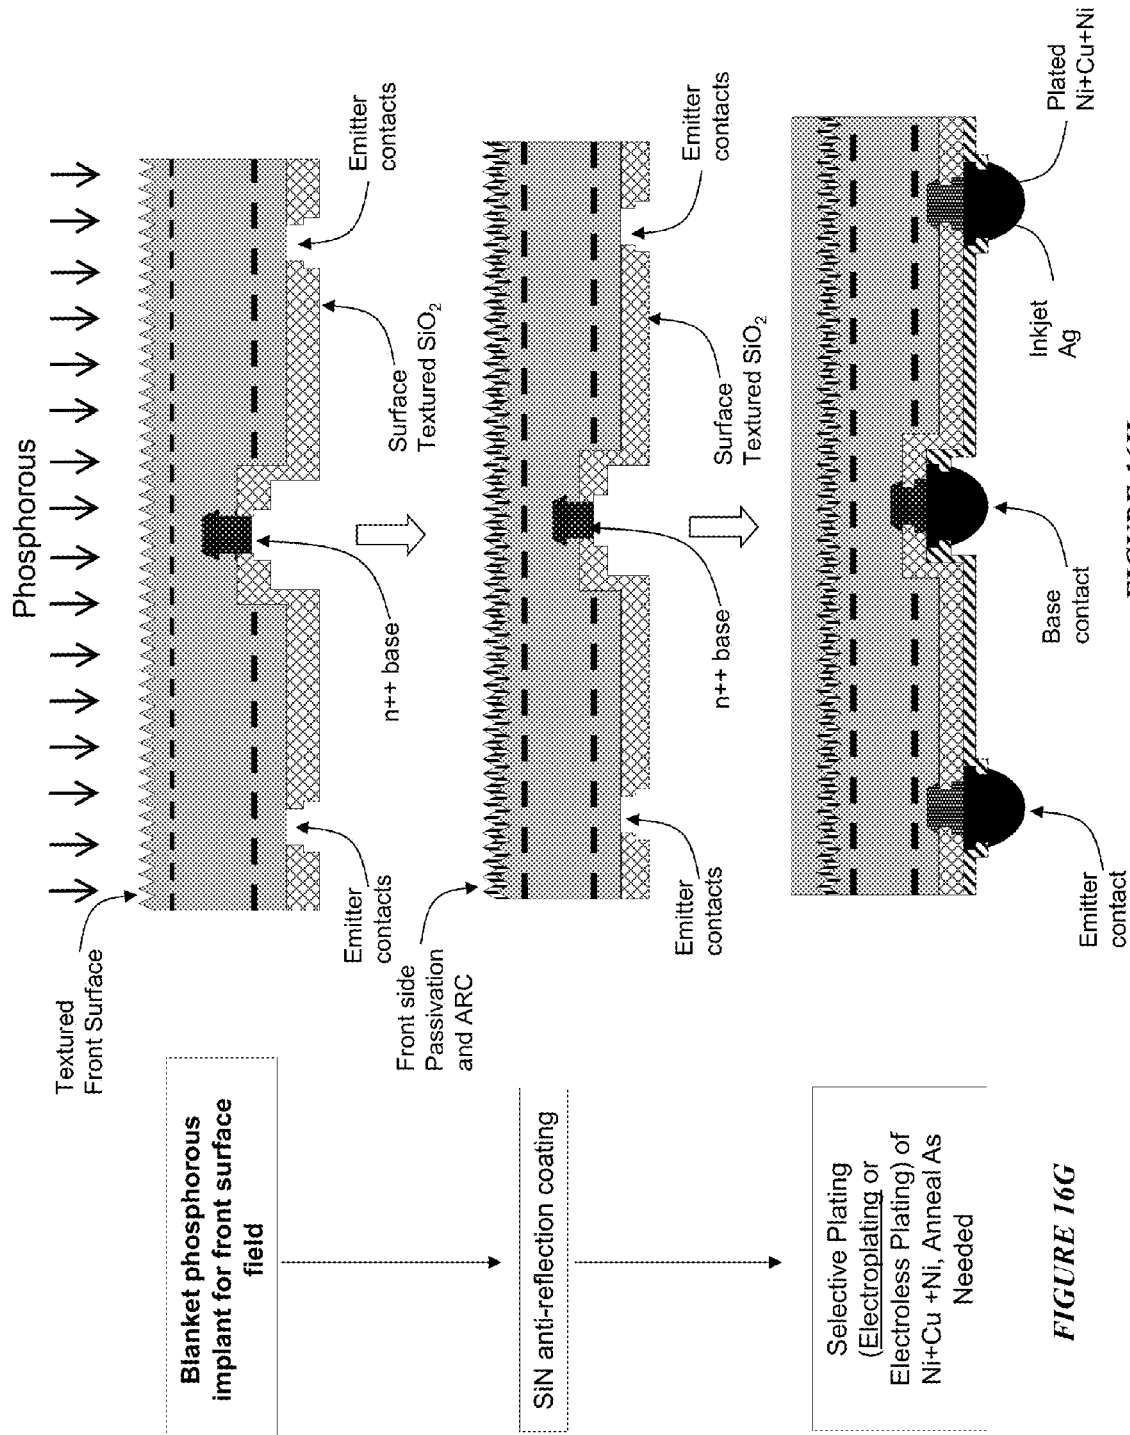 Phosphorous
Textured
Front Surface
Emitter
contacts
n++ base
Surface
Textured SiO2
Emitter
contacts
Blanket phosphorous
implant for front surface
field
Front side
Passivation
and ARC
Emitter
contacts
n++ base
Surface
Textured SiO2
Emitter
contacts
SiN anti-reflection coating
Emitter
contact
Base
contact
Inkjet
Ag
Plated
Ni+Cu+Ni
Selective Plating
(Electroplating or
Electroless Plating) of
Ni+Cu +Ni, Anneal As
Needed
FIGURE 16G